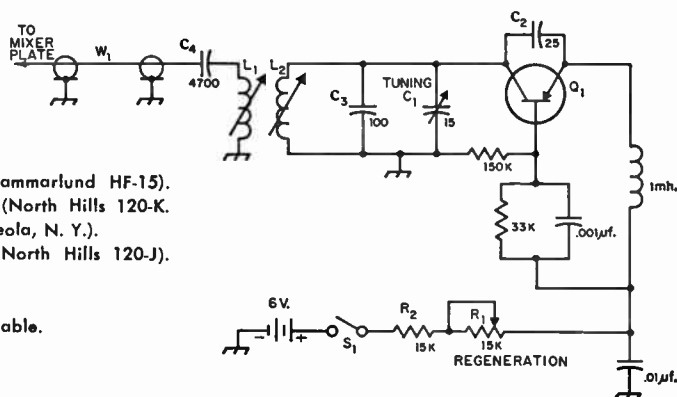 TO
MIXER
PLATE
W₁
C₄
4700
L₁ L₂
C₃
100
TUNING
C₁
15
C₂
25
Q₁
150K
33K
.001µf.
1mh.
ammarlund HF-15).
(North Hills 120-K.
eola, N. Y.).
North Hills 120-J).
able.
6V.
- +
S₁
R₂
15K
R₁
15K
REGENERATION
.01µf.